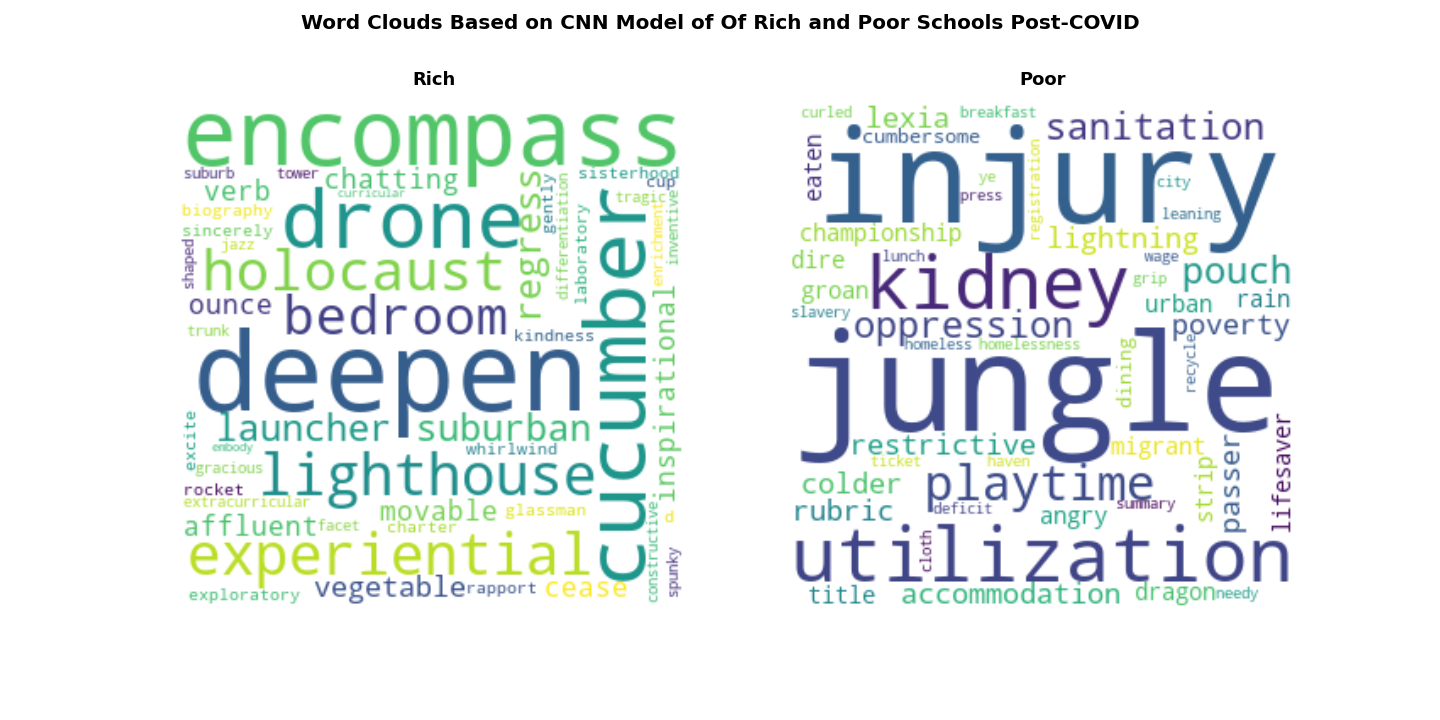 Word Clouds Based on CNN Model of Of Rich and Poor Schools Post-COVID
Rich
encompass
suburb
tower
chatting
sisterhood
cup
verb
curricular
tragic
biography
drone
regress
gently
differentiation
sincerely
jazz
shaped
holocaust
laboratory
enrichment
inventive
cucumber
ounce
bedroom
trunk
kindness
inspirational
deepen
excite
launcher
suburban
embody
whirlwind
gracious
lighthouse
rocket
extracurricular
movable
glassman
affluent
facet
charter
p
constructive
experiential
spunky
vegetable
rapport
cease
exploratory
Poor
curled
lexia
breakfast
sanitation
cumbersome
eaten
injury
registration
ye
press
city
leaning
championship
lightning
dire
lunch
wage
kidney
grip
pouch
groan
urban
rain
slavery
oppression
poverty
homeless
homelessness
recycle
dining
jungle
restrictive
migrant
lifesaver
passer
strip
ticket
haven
colder
playtime
summary
rubric
deficit
angry
cloth
utilization
title
accommodation
dragon
needy